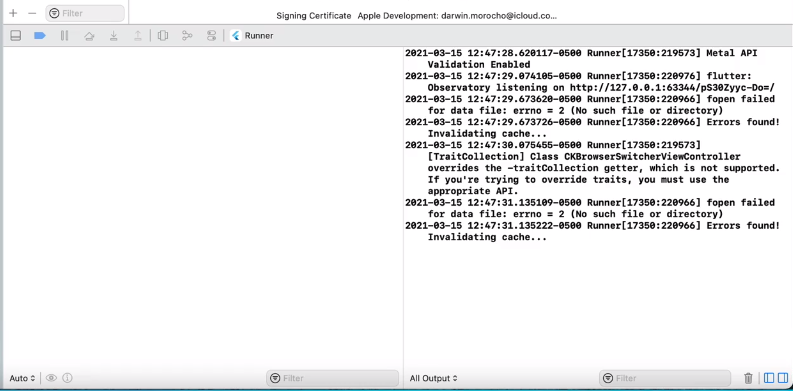 Filter
Signing Certificate Apple Development: darwin.morocho@icloud.co...
Runner
2021-03-15 12:47:28.620117-0500 Runner[17350:219573] Metal API
Validation Enabled
2021-03-15 12:47:29.074105-0500 Runner[17350:220976] flutter:
Observatory listening on http://127.0.0.1:63344/pS30Zyyc-Do=/
2021-03-15 12:47:29.673620-0500 Runner[17350:220966] fopen failed
for data file: errno = 2 (No such file or directory)
2021-03-15 12:47:29.673726-0500 Runner[17350:220966] Errors found!
Invalidating cache...
2021-03-15 12:47:30.075455-0500 Runner[17350:219573]
[TraitCollection] Class CKBrowserSwitcherViewController
overrides the -traitCollection getter, which is not supported.
If you're trying to override traits, you must use the
appropriate API.
2021-03-15 12:47:31.135109-0500 Runner[17350:220966] fopen failed
for data file: errno = 2 (No such file or directory)
2021-03-15 12:47:31.135222-0500 Runner[17350:220966] Errors found!
Invalidating cache...
Auto
Filter
All Output
Filter